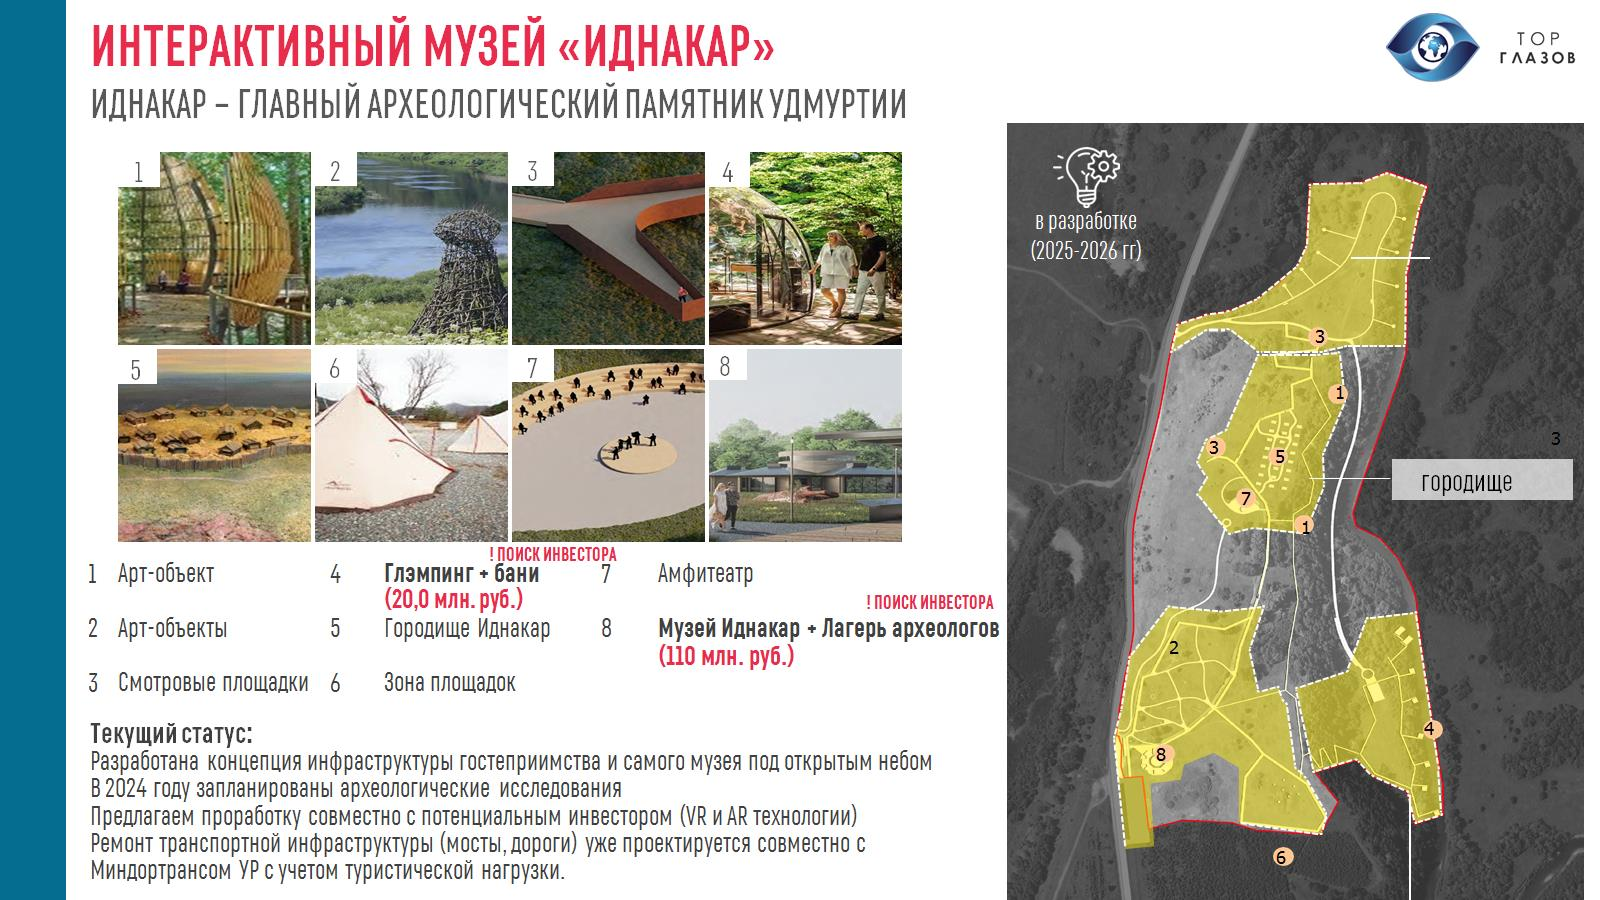 ИНТЕРАКТИВНЫЙ МУЗЕЙ «ИДНАКАР»
ИДНАКАР – ГЛАВНЫЙ АРХЕОЛОГИЧЕСКИЙ ПАМЯТНИК УДМУРТИИ
ТОР
ГЛАЗОВ
1
2
3
4
5
6
7
8
! ПОИСК ИНВЕСТОРА
1 Арт-объект
4 Глэмпинг + бани
(20,0 млн. руб.)
7 Амфитеатр
! ПОИСК ИНВЕСТОРА
2 Арт-объекты
5 Городище Иднакар
8 Музей Иднакар + Лагерь археологов
(110 млн. руб.)
3 Смотровые площадки
6 Зона площадок
Текущий статус:
Разработана концепция инфраструктуры гостеприимства и самого музея под открытым небом
В 2024 году запланированы археологические исследования
Предлагаем проработку совместно с потенциальным инвестором (VR и AR технологии)
Ремонт транспортной инфраструктуры (мосты, дороги) уже проектируется совместно с
Миндортрансом УР с учетом туристической нагрузки.
в разработке
(2025-2026 гг)
3
1
3
3
5
городище
7
1
2
4
8
6